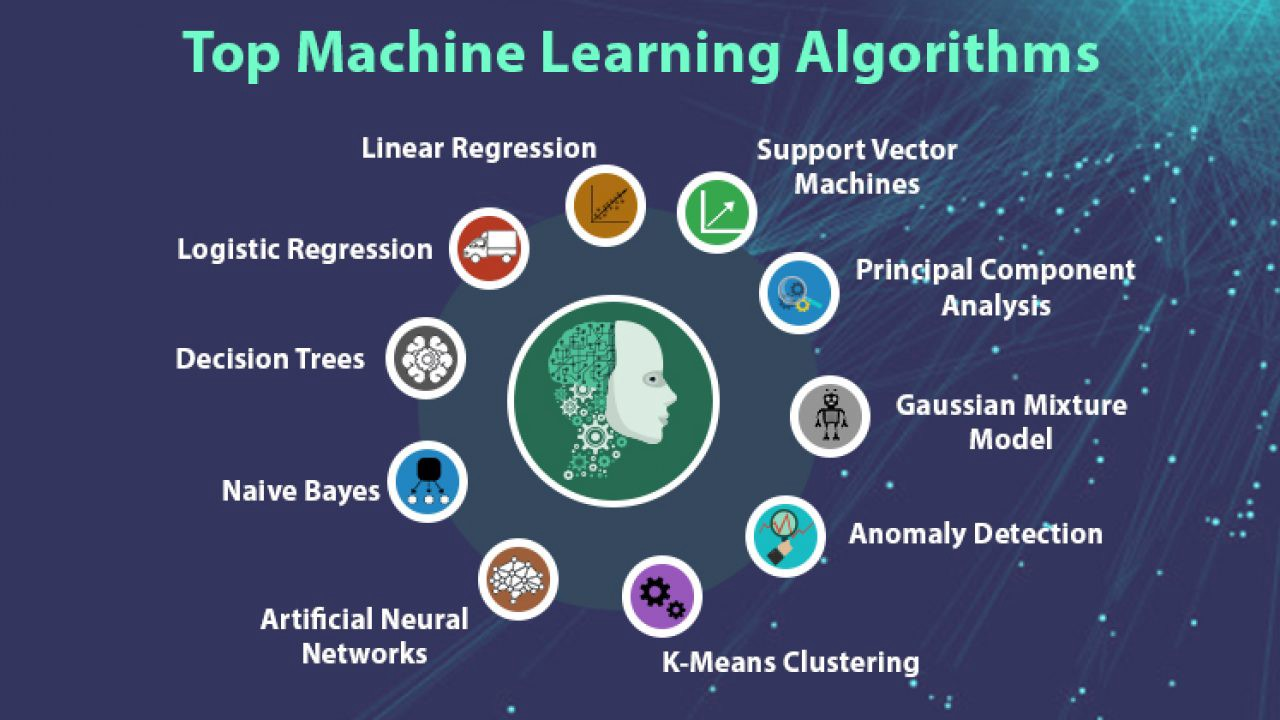 Top Machine Learning Algorithms
Linear Regression
Support Vector
Machines
Logistic Regression
Principal Component
Analysis
Decision Trees
Gaussian Mixture
Model
Naive Bayes
Anomaly Detection
Artificial Neural
Networks
K-Means Clustering